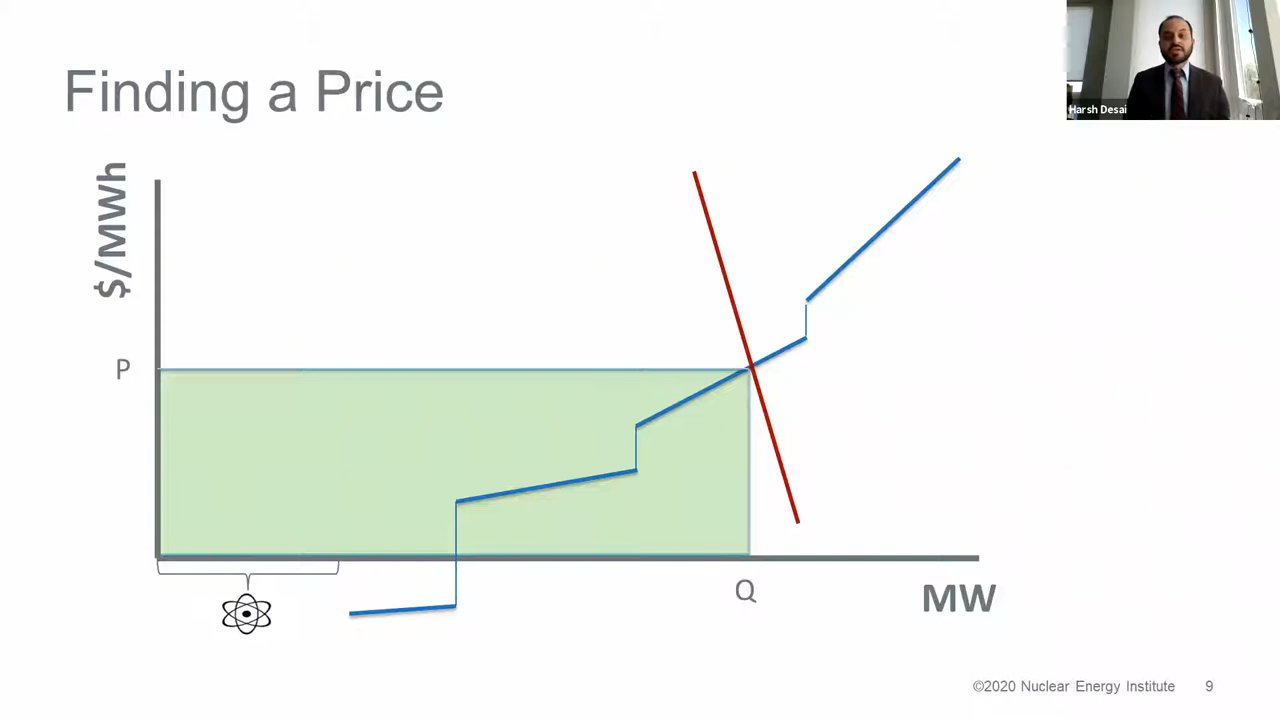 Finding a Price
Harsh Desai
$/MWh
P
Q
MW
©2020 Nuclear Energy Institute 9